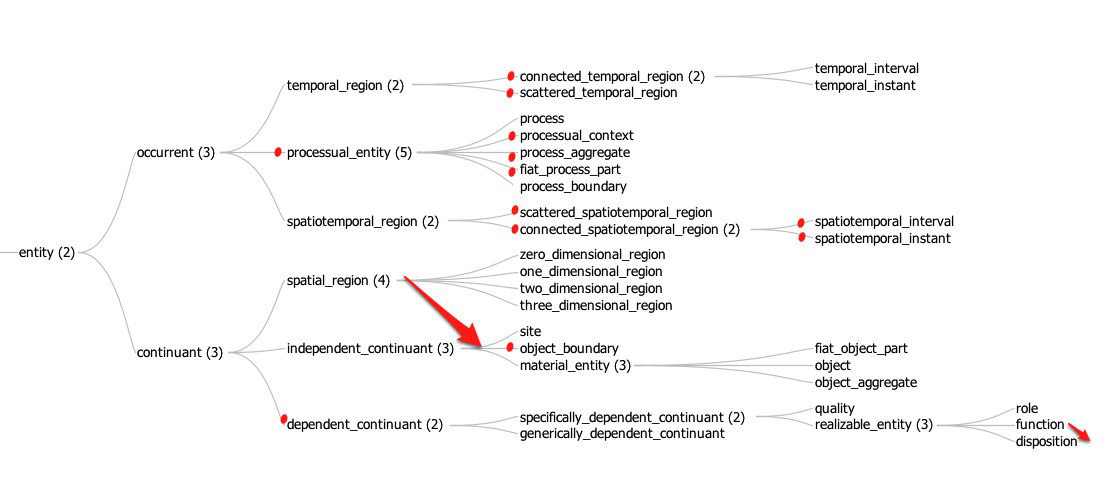 entity (2)
occurrent (3)
temporal_region (2)
connected_temporal_region (2)
temporal_interval
temporal_instant
scattered_temporal_region
processual_entity (5)
process
processual_context
process_aggregate
fiat_process_part
process_boundary
spatiotemporal_region (2)
scattered_spatiotemporal_region
connected_spatiotemporal_region (2)
spatiotemporal_interval
spatiotemporal_instant
continuant (3)
spatial_region (4)
zero_dimensional_region
one_dimensional_region
two_dimensional_region
three_dimensional_region
independent_continuant (3)
site
object_boundary
material_entity (3)
fiat_object_part
object
object_aggregate
dependent_continuant (2)
specifically_dependent_continuant (2)
quality
realizable_entity (3)
role
function
disposition
generically_dependent_continuant